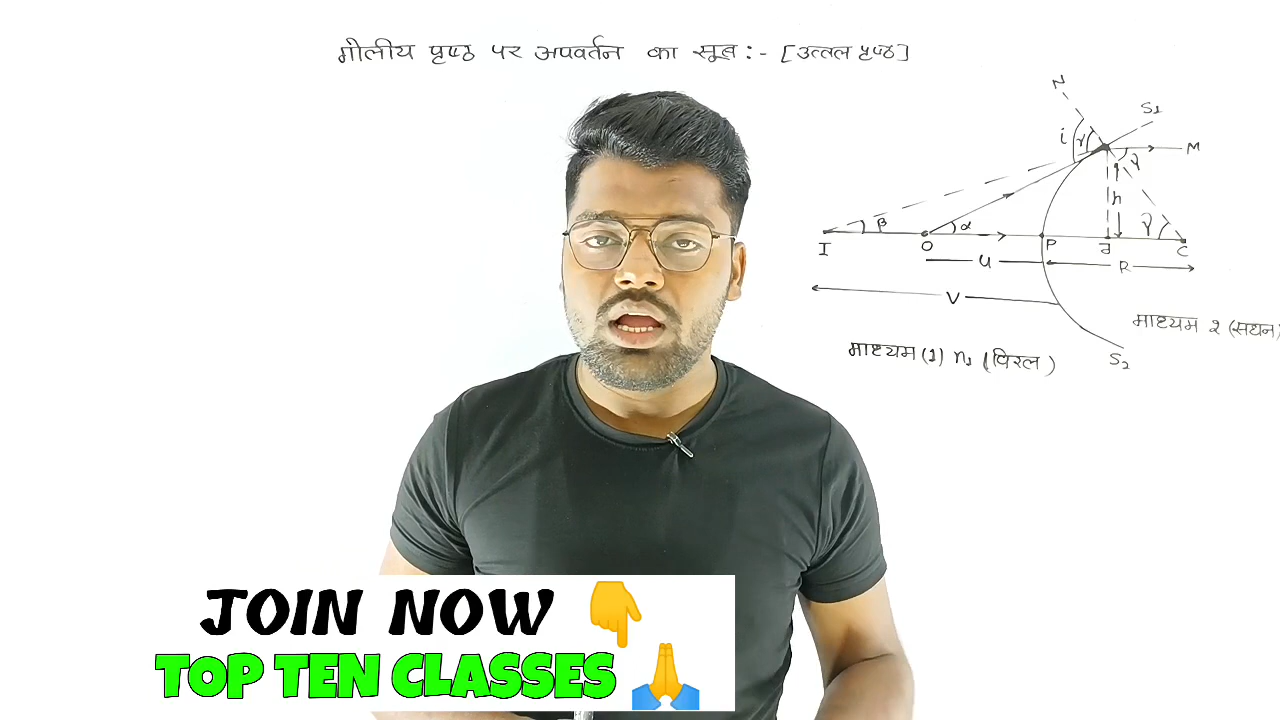 गोलीय पृष्ठ पर अपवर्तन का सूत्र :- [उत्तल पृष्ठ]
N
S1
i
r
M
r
h
β
α
γ
I
O
P
d
C
u
R
v
माध्यम 2 (सघन)
माध्यम (1) n1 (विरल)
S2
JOIN NOW 👇
TOP TEN CLASSES 🙏